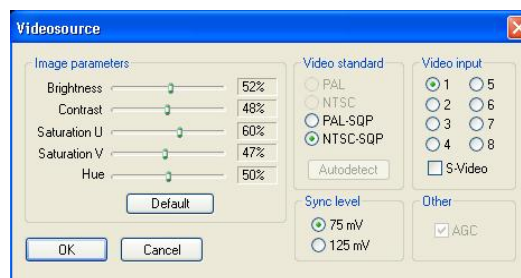 Videosource
Image parameters
Brightness 52%
Contrast 48%
Saturation U 60%
Saturation V 47%
Hue 50%
Default
OK Cancel
Video standard
PAL
NTSC
PAL-SQP
NTSC-SQP
Autodetect
Sync level
75 mV
125 mV
Video input
1 5
2 6
3 7
4 8
S-Video
Other
AGC